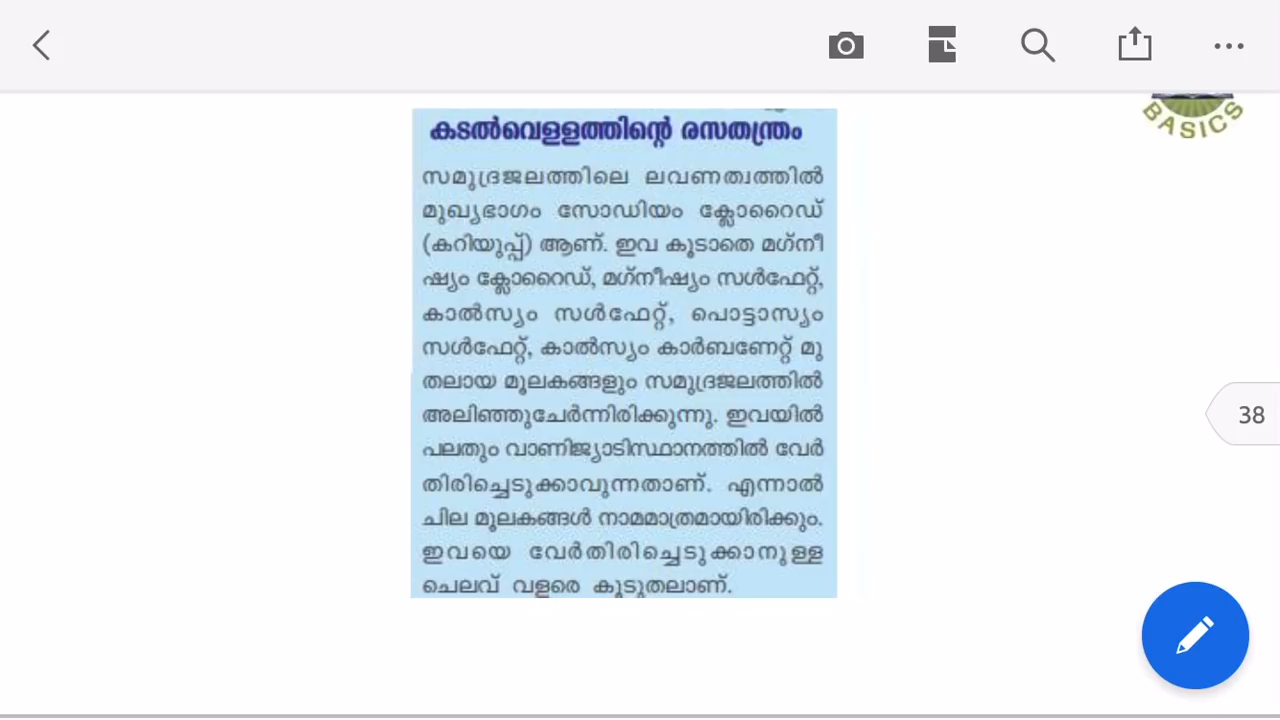 BASICS
കടൽവെളളത്തിന്റെ രസതന്ത്രം
സമുദ്രജലത്തിലെ ലവണത്വത്തിൽ
മുഖ്യഭാഗം സോഡിയം ക്ലോറൈഡ്
(കറിയുപ്പ്) ആണ്. ഇവ കൂടാതെ മഗ്നീ
ഷ്യം ക്ലോറൈഡ്, മഗ്നീഷ്യം സൾഫേറ്റ്,
കാൽസ്യം സൾഫേറ്റ്, പൊട്ടാസ്യം
സൾഫേറ്റ്, കാൽസ്യം കാർബണേറ്റ് മു
തലായ മൂലകങ്ങളും സമുദ്രജലത്തിൽ
അലിഞ്ഞുചേർന്നിരിക്കുന്നു. ഇവയിൽ
പലതും വാണിജ്യാടിസ്ഥാനത്തിൽ വേർ
തിരിച്ചെടുക്കാവുന്നതാണ്. എന്നാൽ
ചില മൂലകങ്ങൾ നാമമാത്രമായിരിക്കും.
ഇവയെ വേർതിരിച്ചെടുക്കാനുള്ള
ചെലവ് വളരെ കൂടുതലാണ്.
38